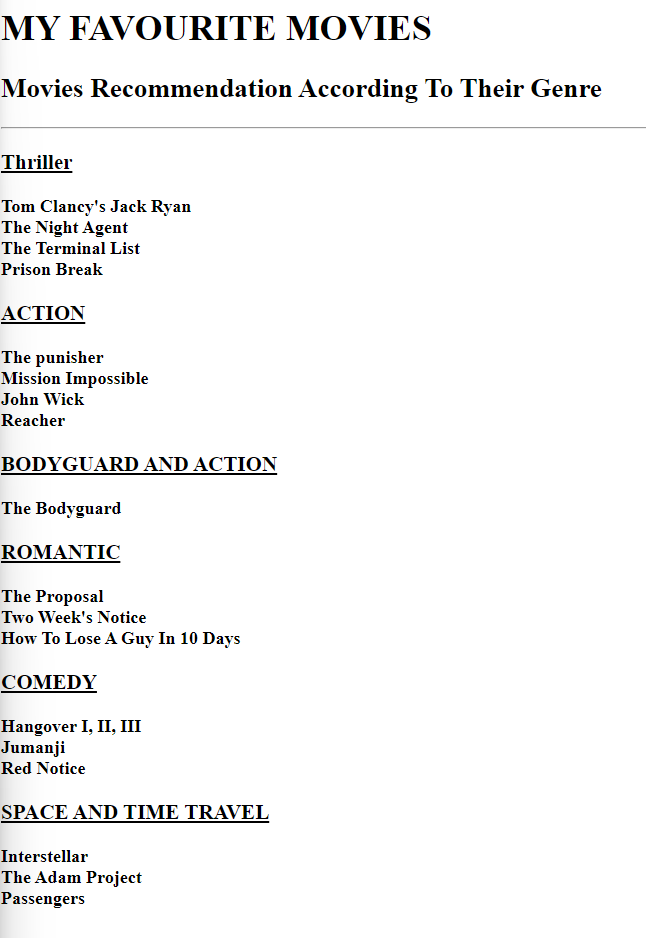 MY FAVOURITE MOVIES
Movies Recommendation According To Their Genre
Thriller
Tom Clancy's Jack Ryan
The Night Agent
The Terminal List
Prison Break
ACTION
The punisher
Mission Impossible
John Wick
Reacher
BODYGUARD AND ACTION
The Bodyguard
ROMANTIC
The Proposal
Two Week's Notice
How To Lose A Guy In 10 Days
COMEDY
Hangover I, II, III
Jumanji
Red Notice
SPACE AND TIME TRAVEL
Interstellar
The Adam Project
Passengers